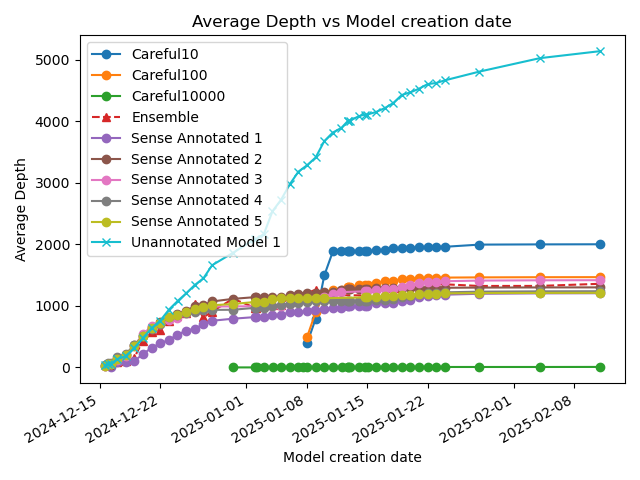 Average Depth vs Model creation date
Careful10
Careful100
Careful10000
Ensemble
Sense Annotated 1
Sense Annotated 2
Sense Annotated 3
Sense Annotated 4
Sense Annotated 5
Unannotated Model 1
Average Depth
5000
4000
3000
2000
1000
0
2024-12-15
2024-12-22
2025-01-01
2025-01-08
2025-01-15
2025-01-22
2025-02-01
2025-02-08
Model creation date